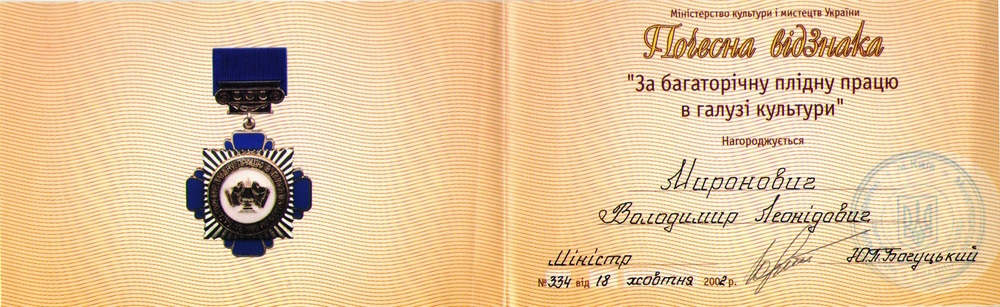 Міністерство культури і мистецтв України
Почесна відзнака
"За багаторічну плідну працю
в галузі культури"
Нагороджується
Миронович
Володимир Леонідович
Міністр Ю.П.Богуцький
№ 334 від 18 жовтня 2002 р.